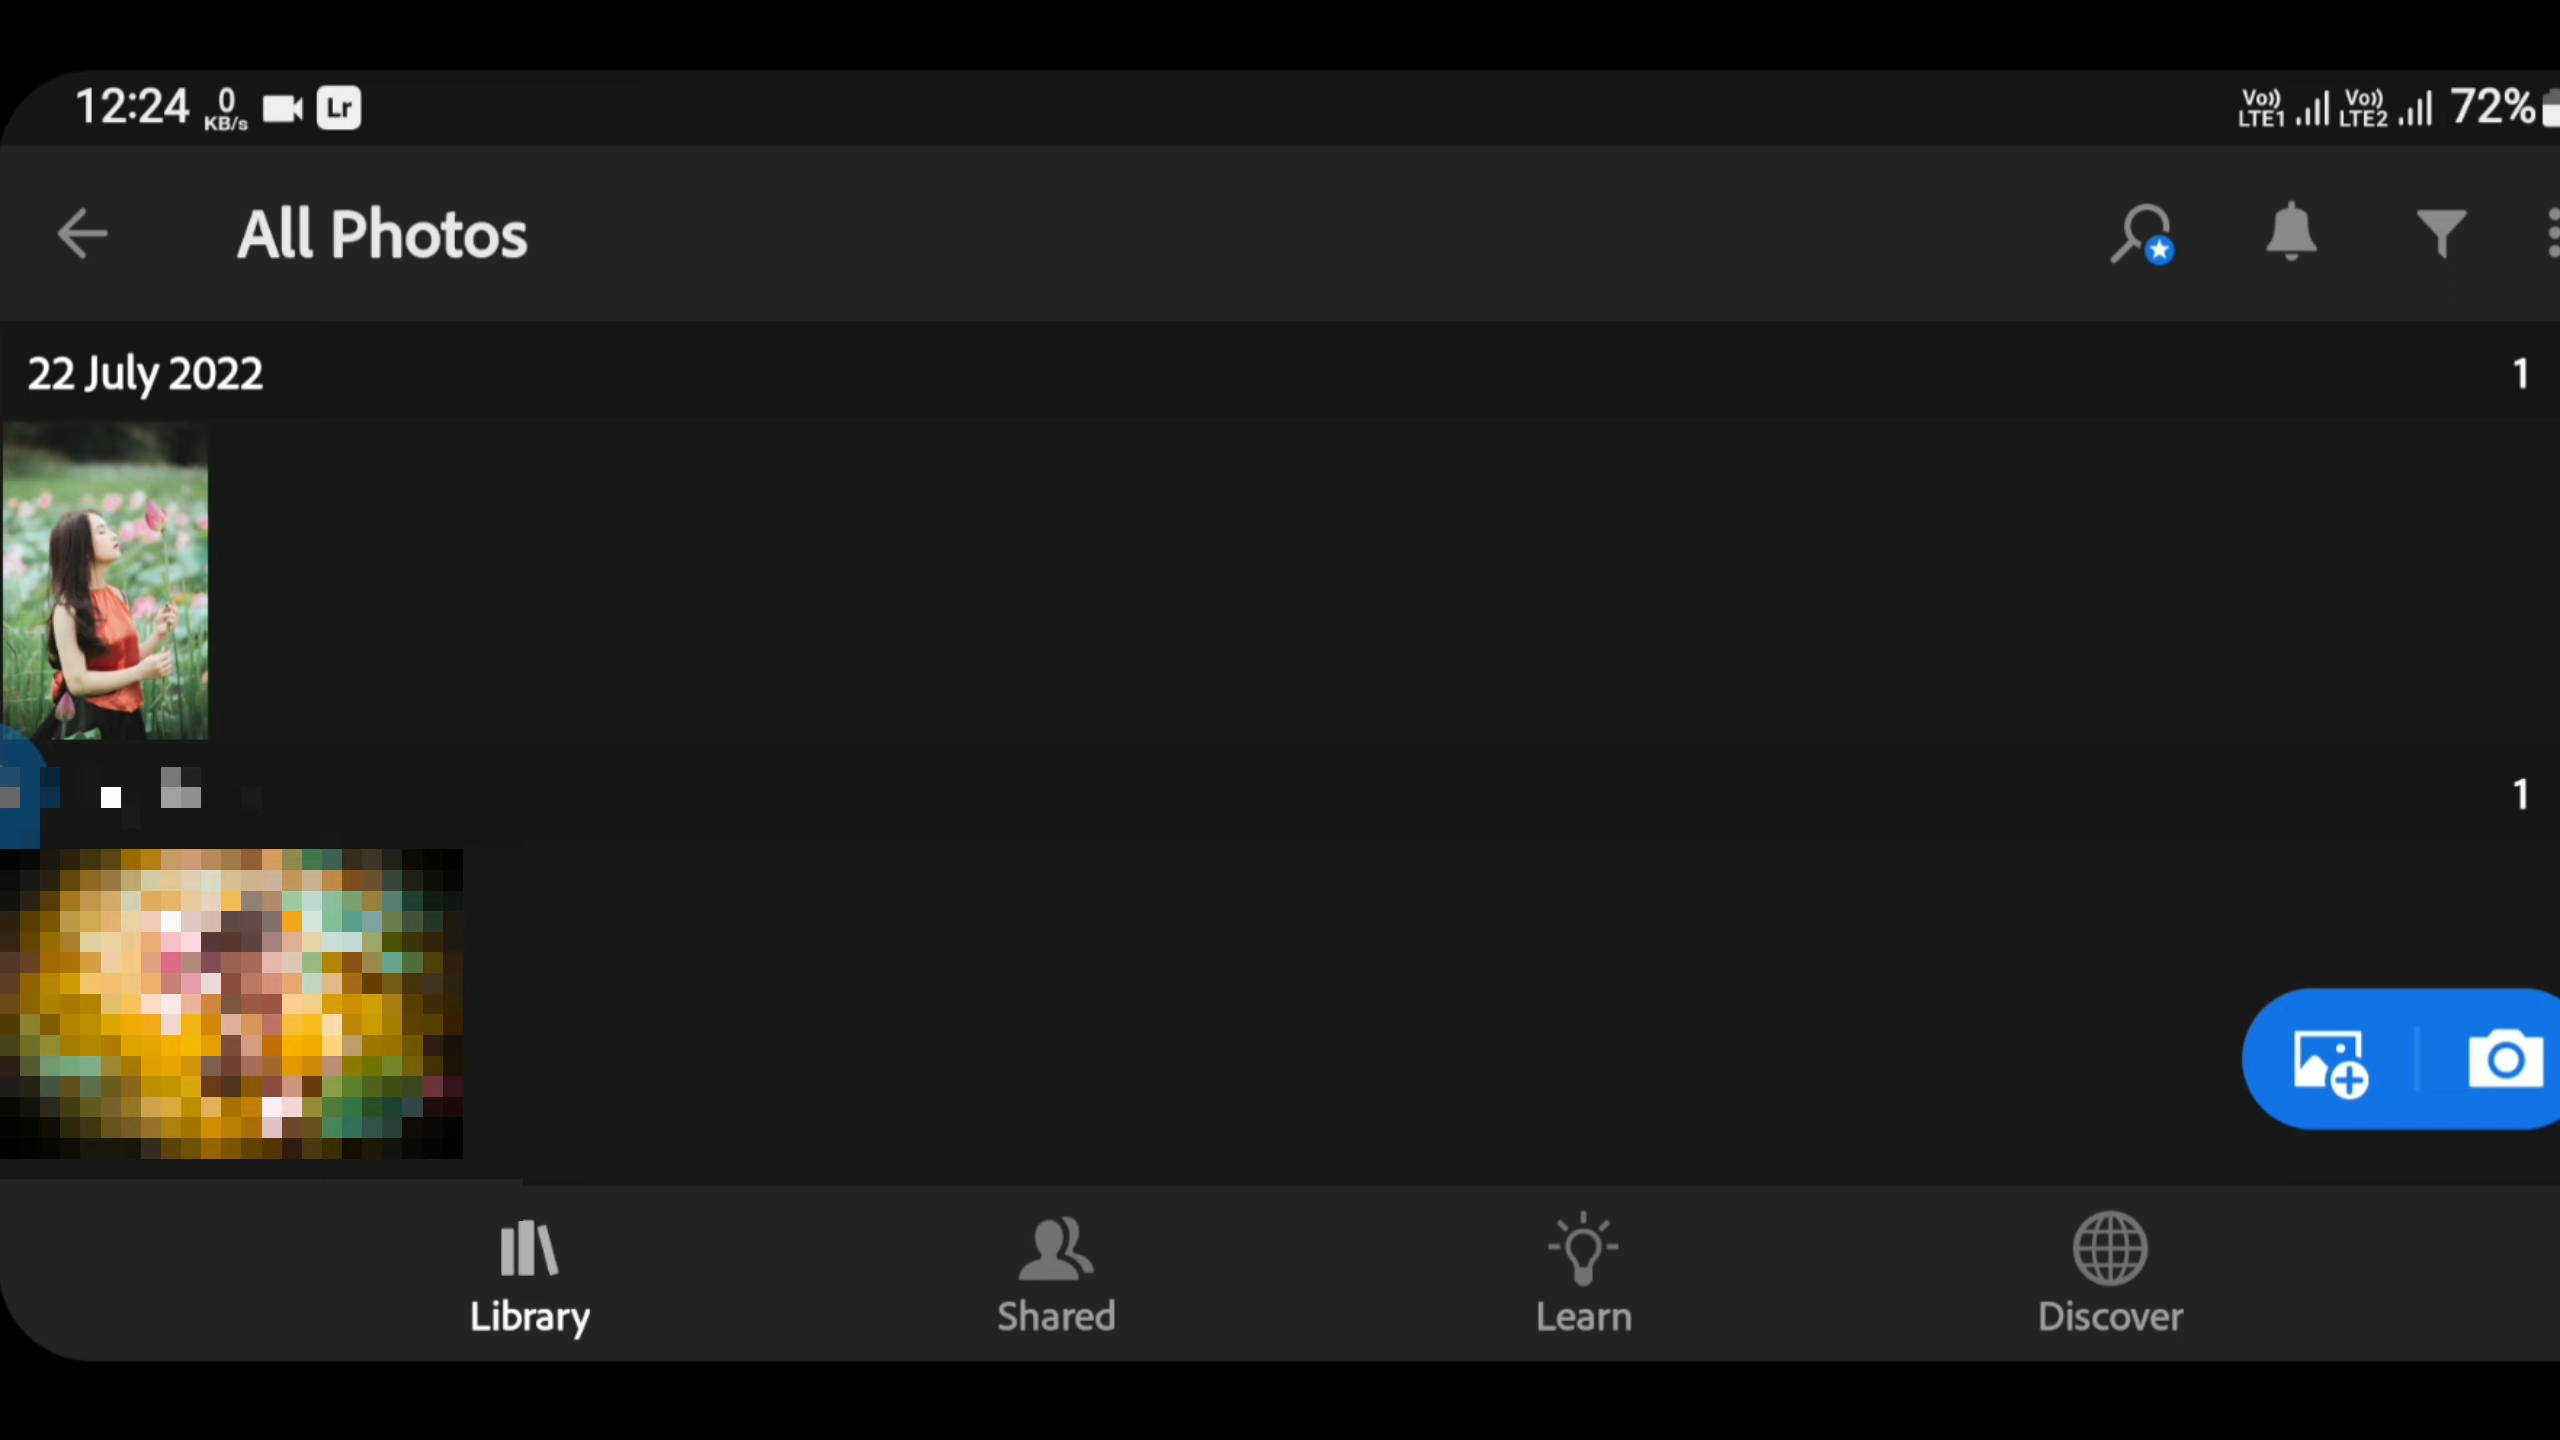 12:24 0 KB/s Lr Vo)) LTE1 Vo)) LTE2 72%
All Photos
22 July 2022 1
1
Library Shared Learn Discover